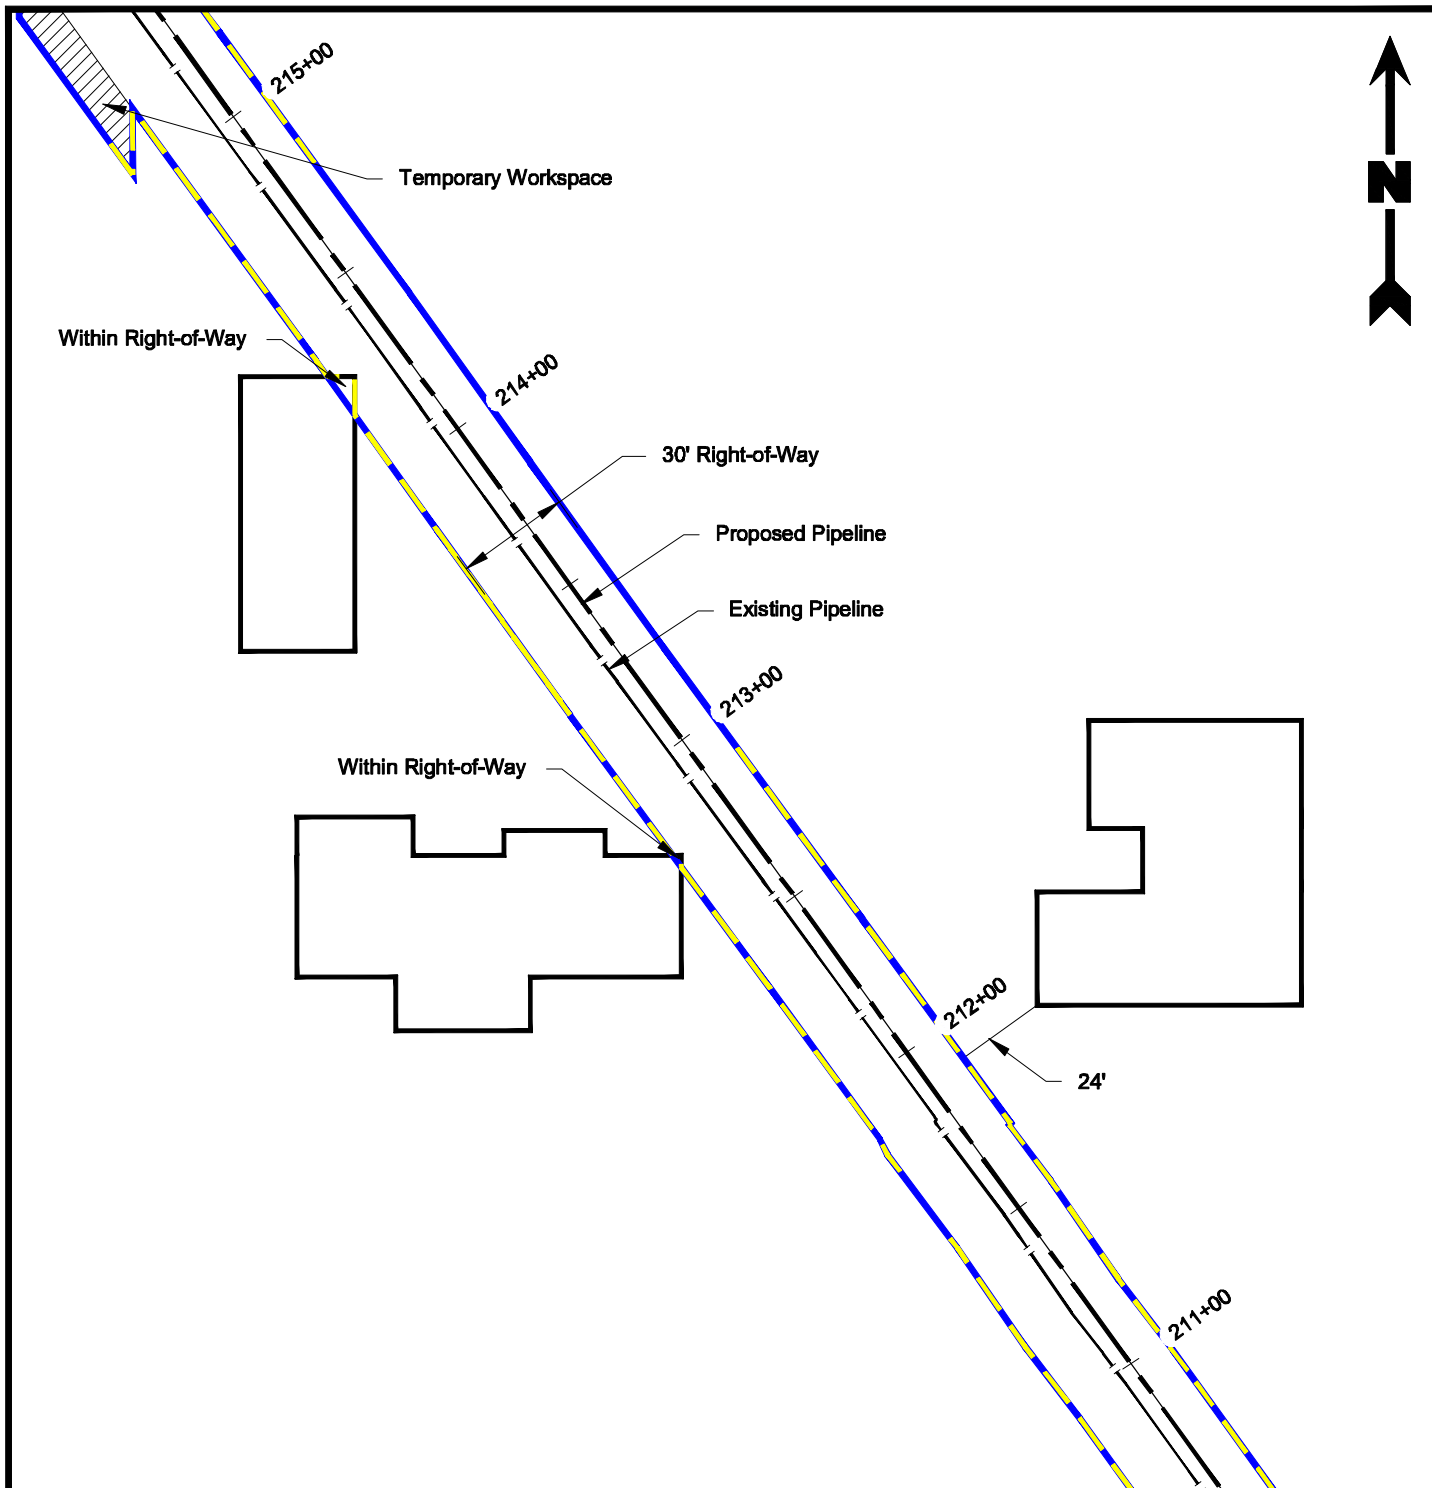 215+00
N
Temporary Workspace
Within Right-of-Way
214+00
30' Right-of-Way
Proposed Pipeline
Existing Pipeline
213+00
Within Right-of-Way
212+00
24'
211+00